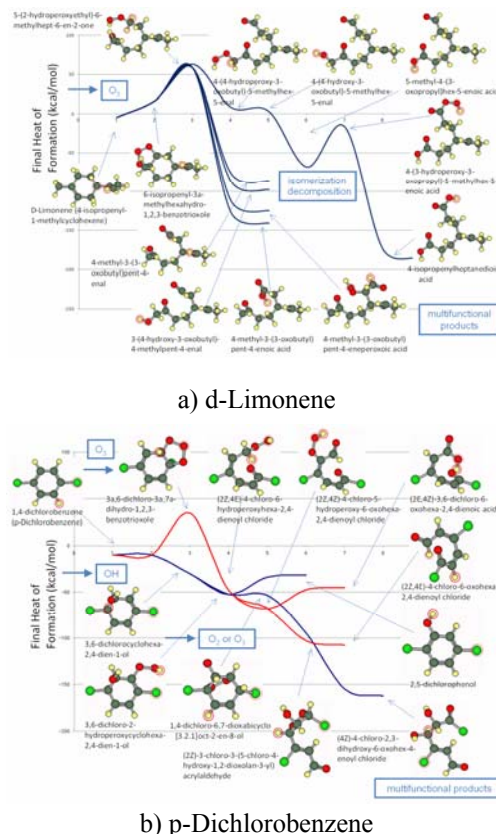 5-(2-hydroperoxyethyl)-6-
methylhept-6-en-2-one
4-(4-hydroproxy-3-
oxobutyl)-5-methylhex-
5-enal
4-(4-hydroxy-3-
oxobutyl)-5-methylhex-
5-enal
5-methyl-4-(3-
oxopropyl)hex-5-enoic acid
O3
Final Heat of
Formation (kcal/mol)
6-isopropenyl-3a-
methylhexahydro-
1,2,3-benzotrioxole
isomerization
decomposition
4-(3-hydroperoxy-3-
oxopropyl)-1-methylhex-1-
enoic acid
D-Limonene (4-isopropenyl-
1-methylcyclohexene)
4-methyl-3-(3-
oxobutyl)pent-4-
enal
4-isopropenylheptanedioic
acid
multifunctional
products
3-(4-hydroxy-3-oxobutyl)-
4-methylpent-4-enal
4-methyl-3-(3-oxobutyl)
pent-4-enoic acid
4-methyl-3-(3-oxobutyl)
pent-4-eneperoxoic acid
a) d-Limonene
O3
1,4-dichlorobenzene
(p-Dichlorobenzene)
3a,6-dichloro-3a,7a-
dihydro-1,2,3-
benzotrioxole
(2Z,4E)-4-chloro-6-
hydroperoxyhexa-2,4-
dienoyl chloride
(2Z,4Z)-4-chloro-5-
hydroperoxy-6-oxohexa-
2,4-dienoyl chloride
(2E,4Z)-3,6-dichloro-6-
oxohexa-2,4-dienoic acid
OH
Final Heat of
Formation (kcal/mol)
(2Z,4E)-4-chloro-6-oxohexa-
2,4-dienoyl chloride
3,6-dichlorocyclohexa-
2,4-dien-1-ol
O2 or O3
2,5-dichlorophonol
3,6-dichloro-2-
hydroperoxycyclohexa-
2,4-dien-1-ol
1,4-dichloro-6,7-dioxabicyclo
[3.2.1]oct-2-en-8-ol
(2Z)-3-chloro-3-(5-chloro-4-
hydroxy-1,2-dioxolan-3-yl)
acrylaldehyde
(4Z)-4-chloro-2,3-
dihydroxy-6-oxohex-4-
enoyl chloride
multifunctional products
b) p-Dichlorobenzene